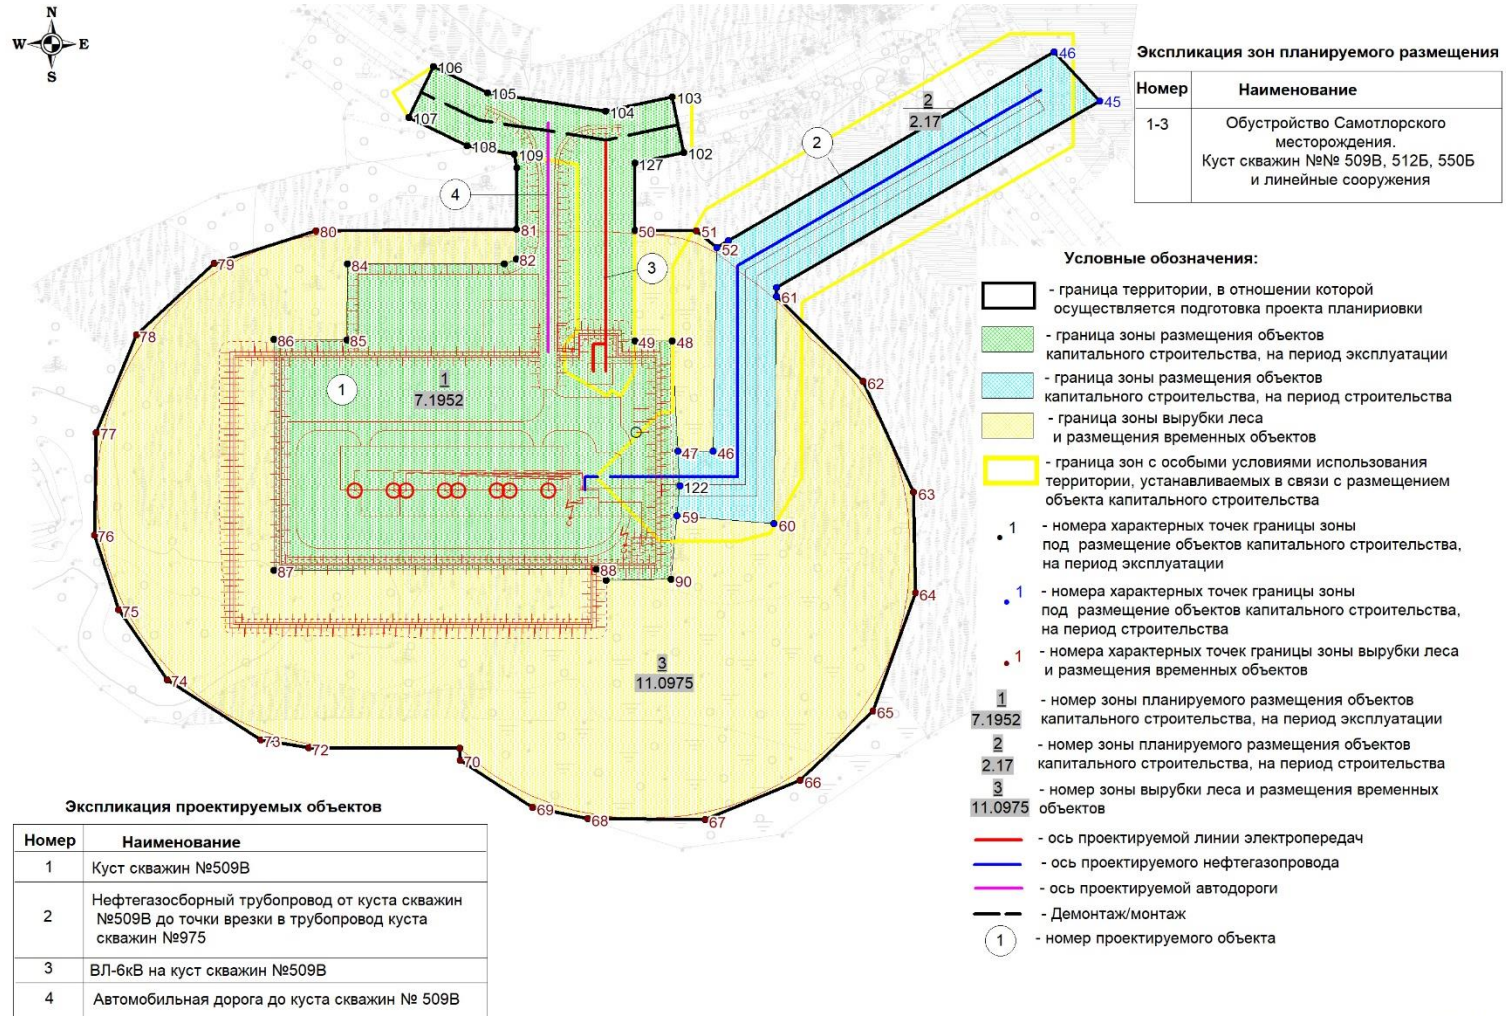 N
W
E
S
Экспликация зон планируемого размещения
Номер
Наименование
1-3
Обустройство Самотлорского
месторождения.
Куст скважин №№ 509В, 512Б, 550Б
и линейные сооружения
106
105
104
103
107
108
109
102
127
46
45
2
2.17
2
4
80
81
50
51
52
79
84
82
3
61
78
86
85
49
48
1
1
7.1952
62
77
47
46
122
63
59
60
76
87
88
90
64
75
3
11.0975
74
65
73
72
70
66
69
68
67
Условные обозначения:
- граница территории, в отношении которой
осуществляется подготовка проекта планириовки
- граница зоны размещения объектов
капитального строительства, на период эксплуатации
- граница зоны размещения объектов
капитального строительства, на период строительства
- граница зоны вырубки леса
и размещения временных объектов
- граница зон с особыми условиями использования
территории, устанавливаемых в связи с размещением
объекта капитального строительства
1
- номера характерных точек границы зоны
под размещение объектов капитального строительства,
на период эксплуатации
1
- номера характерных точек границы зоны
под размещение объектов капитального строительства,
на период строительства
1
- номера характерных точек границы зоны вырубки леса
и размещения временных объектов
1
7.1952
- номер зоны планируемого размещения объектов
капитального строительства, на период эксплуатации
2
2.17
- номер зоны планируемого размещения объектов
капитального строительства, на период строительства
3
11.0975
- номер зоны вырубки леса и размещения временных
объектов
- ось проектируемой линии электропередач
- ось проектируемого нефтегазопровода
- ось проектируемой автодороги
- Демонтаж/монтаж
1
- номер проектируемого объекта
Экспликация проектируемых объектов
Номер
Наименование
1
Куст скважин №509В
2
Нефтегазосборный трубопровод от куста скважин
№509В до точки врезки в трубопровод куста
скважин №975
3
ВЛ-6кВ на куст скважин №509В
4
Автомобильная дорога до куста скважин № 509В